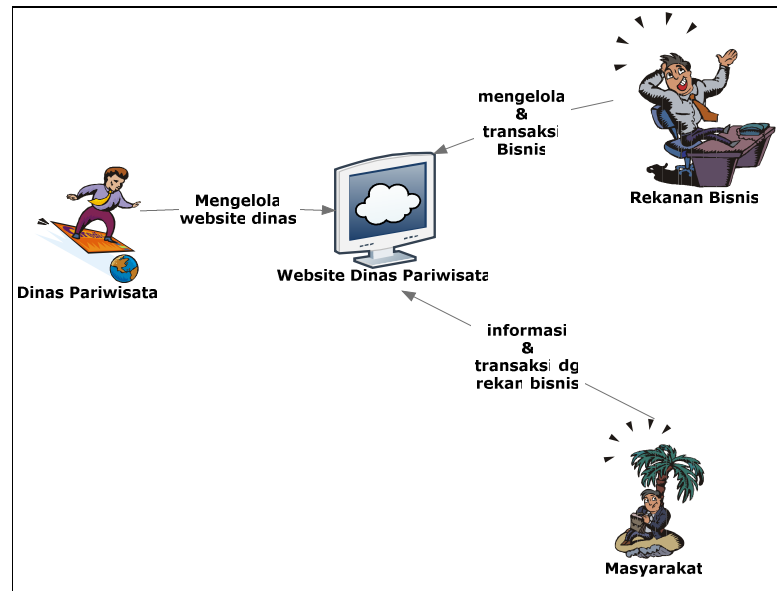 mengelola
&
transaksi
Bisnis
Rekanan Bisnis
Mengelola
website dinas
Website Dinas Pariwisata
Dinas Pariwisata
informasi
&
transaksi dg
rekan bisnis
Masyarakat